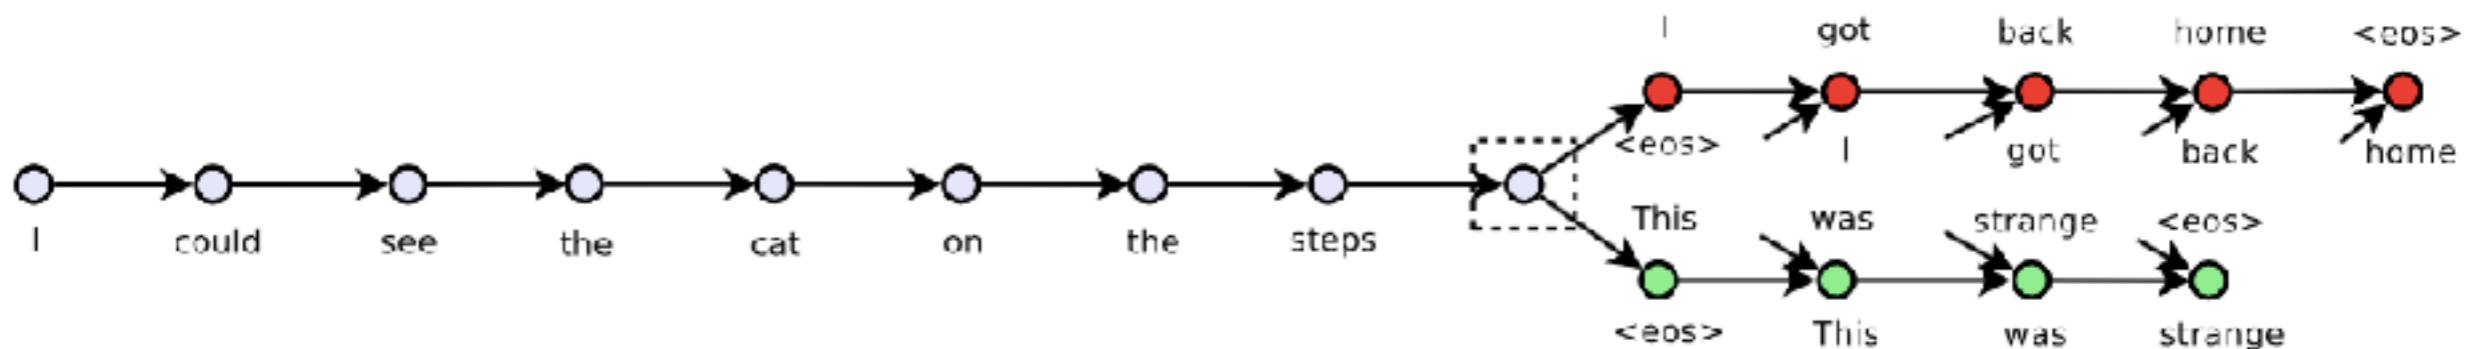 I got back home <eos>
<eos> I got back home
I could see the cat on the steps
This was strange <eos>
<eos> This was strange